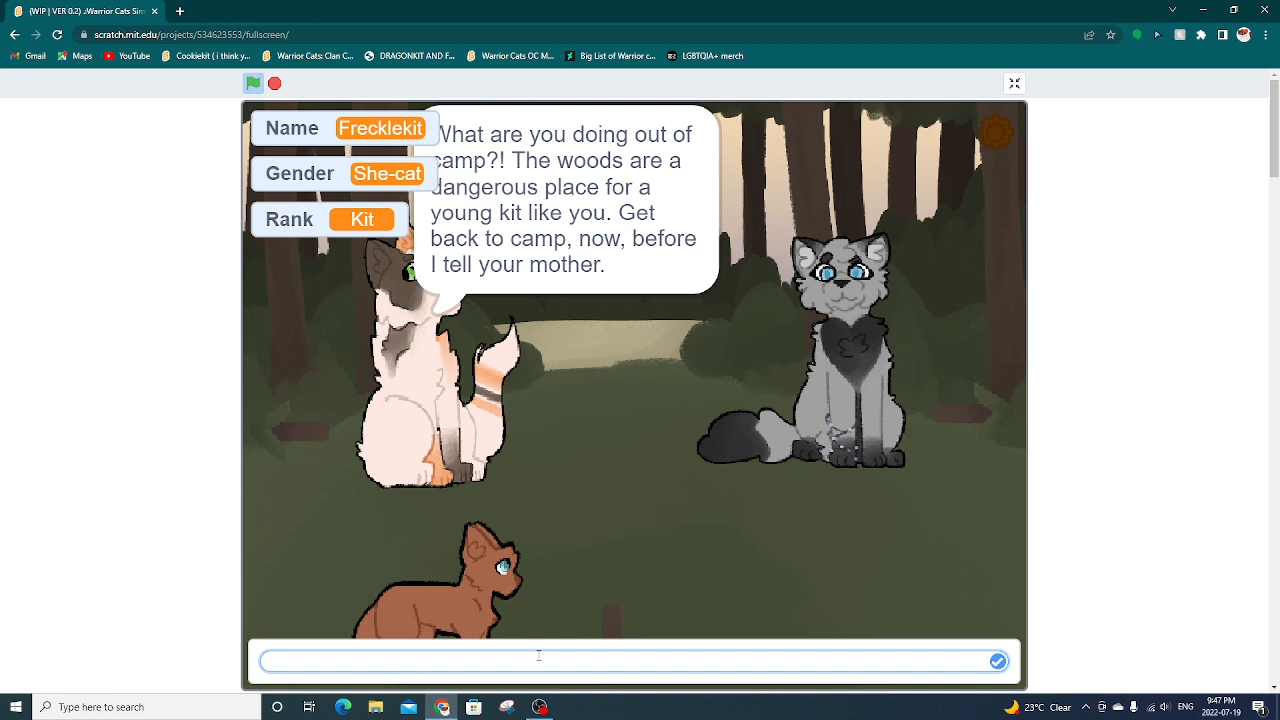 (WIP | VER 0.2) .:Warrior Cats Sim
scratch.mit.edu/projects/534623553/fullscreen/
Gmail
Maps
YouTube
Cookiekit ( i think y...
Warrior Cats: Clan C...
DRAGONKIT AND F...
Warrior Cats OC M...
Big List of Warrior c...
LGBTQIA+ merch
Name Frecklekit
Gender She-cat
Rank Kit
What are you doing out of
camp?! The woods are a
dangerous place for a
young kit like you. Get
back to camp, now, before
I tell your mother.
Type here to search
23°C Clear
ENG
9:47 PM
2022-07-19